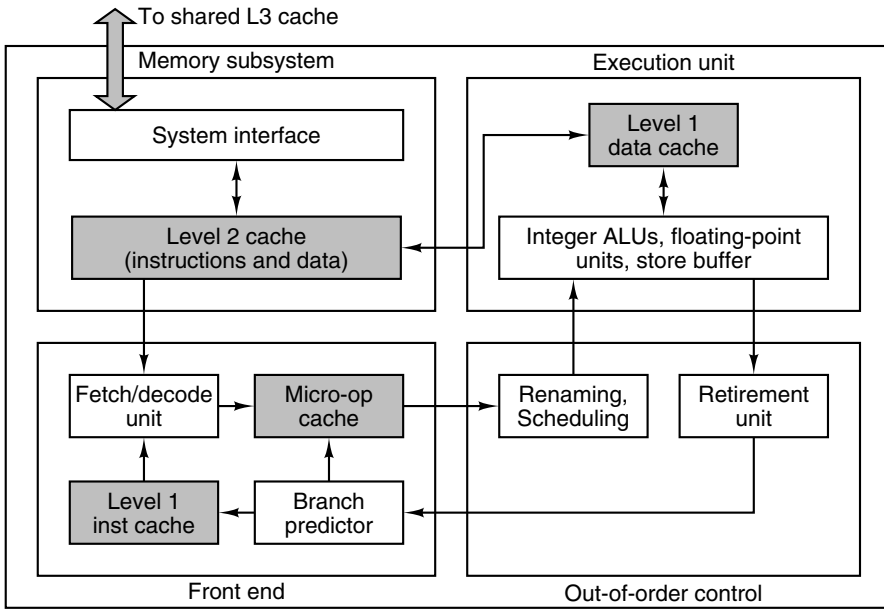 To shared L3 cache
Memory subsystem
Execution unit
System interface
Level 1
data cache
Level 2 cache
(instructions and data)
Integer ALUs, floating-point
units, store buffer
Fetch/decode
unit
Micro-op
cache
Renaming,
Scheduling
Retirement
unit
Level 1
inst cache
Branch
predictor
Front end
Out-of-order control